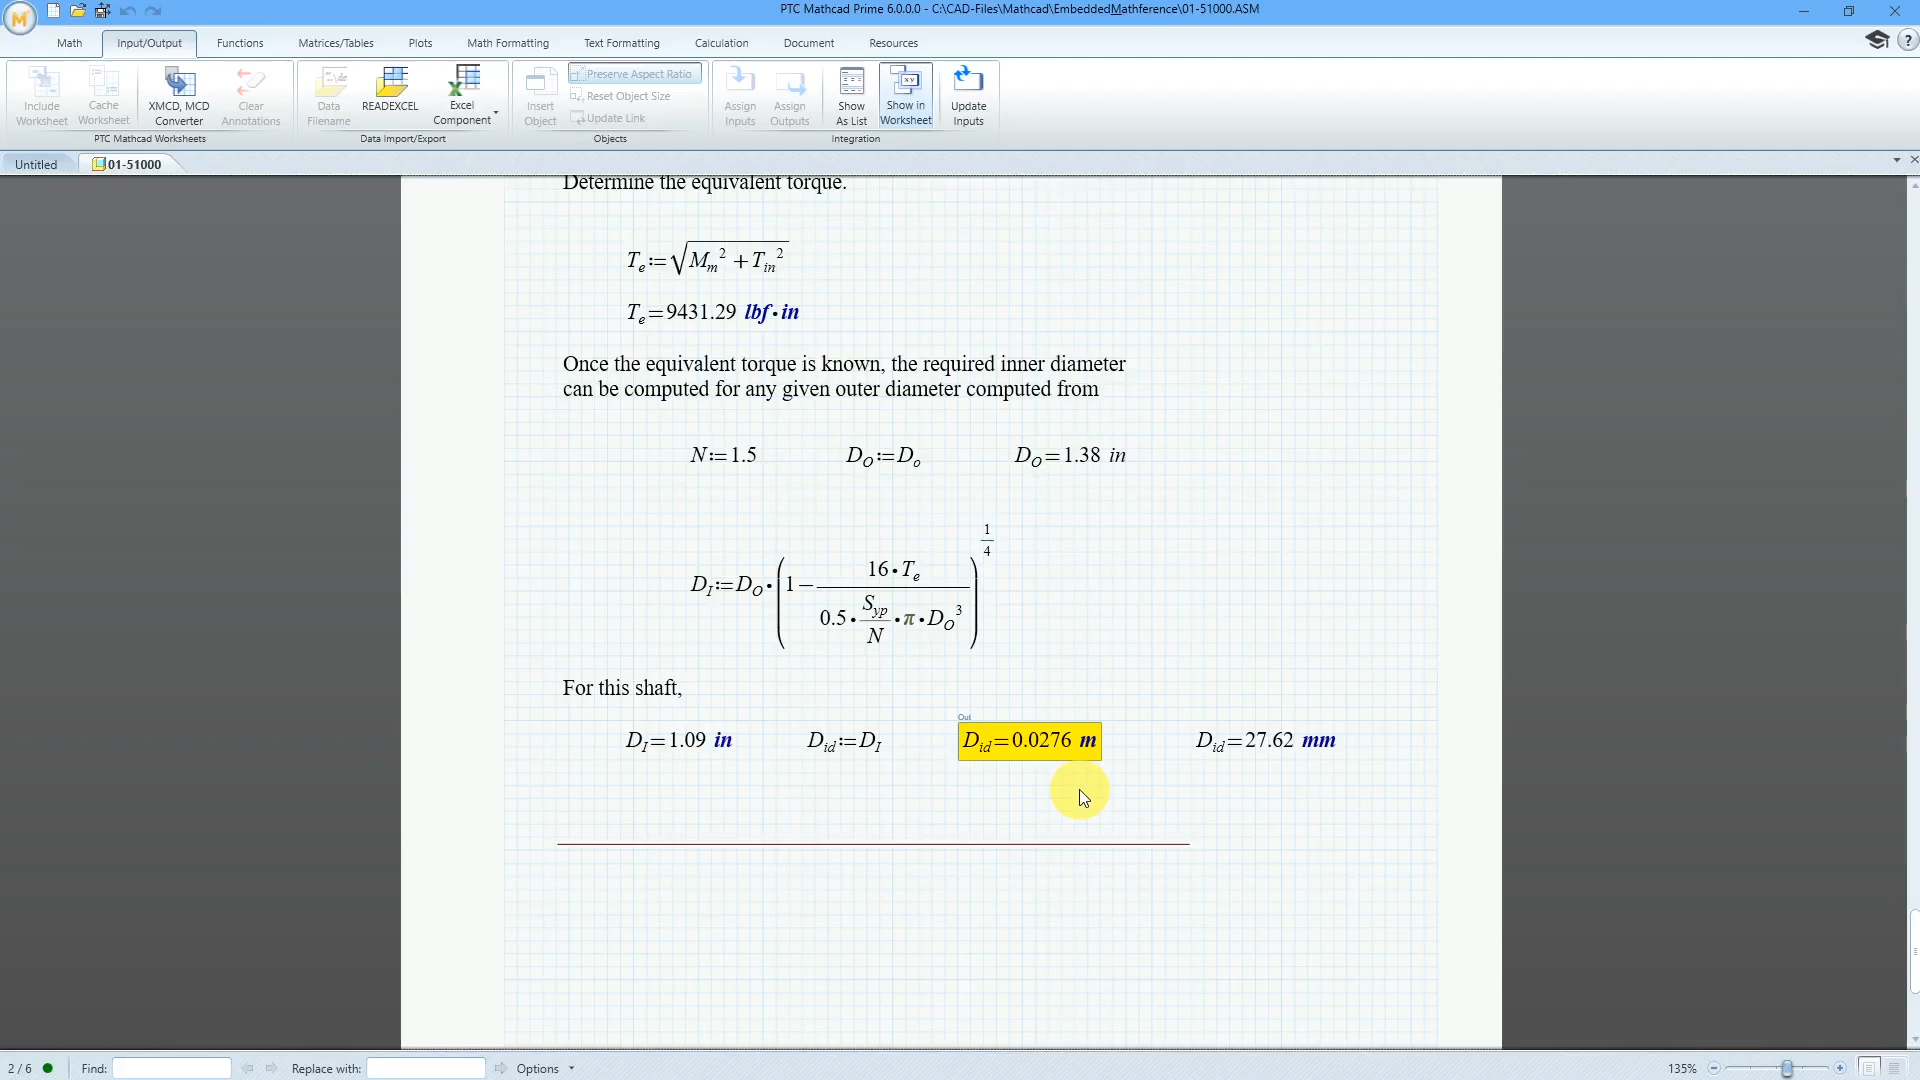 PTC Mathcad Prime 6.0.0.0 - C:\CAD-Files\Mathcad\EmbeddedMathference\01-51000.ASM
Math Input/Output Functions Matrices/Tables Plots Math Formatting Text Formatting Calculation Document Resources
Include Worksheet
Cache Worksheet
XMCD, MCD Converter
Clear Annotations
PTC Mathcad Worksheets
Data Filename
READEXCEL
Excel Component
Data Import/Export
Insert Object
Preserve Aspect Ratio
Reset Object Size
Update Link
Objects
Assign Inputs
Assign Outputs
Show As List
Show in Worksheet
Update Inputs
Integration
Untitled 01-51000
Determine the equivalent torque.
T_e:=√(M_m^2+T_in^2)
T_e=9431.29 lbf•in
Once the equivalent torque is known, the required inner diameter
can be computed for any given outer diameter computed from
N:=1.5 D_O:=D_o D_O=1.38 in
D_I:=D_O•(1−(16•T_e)/(0.5•(S_yp/N)•π•D_O^3))^(1/4)
For this shaft,
Out
D_I=1.09 in D_id:=D_I D_id=0.0276 m D_id=27.62 mm
2 / 6 Find: Replace with: Options 135%